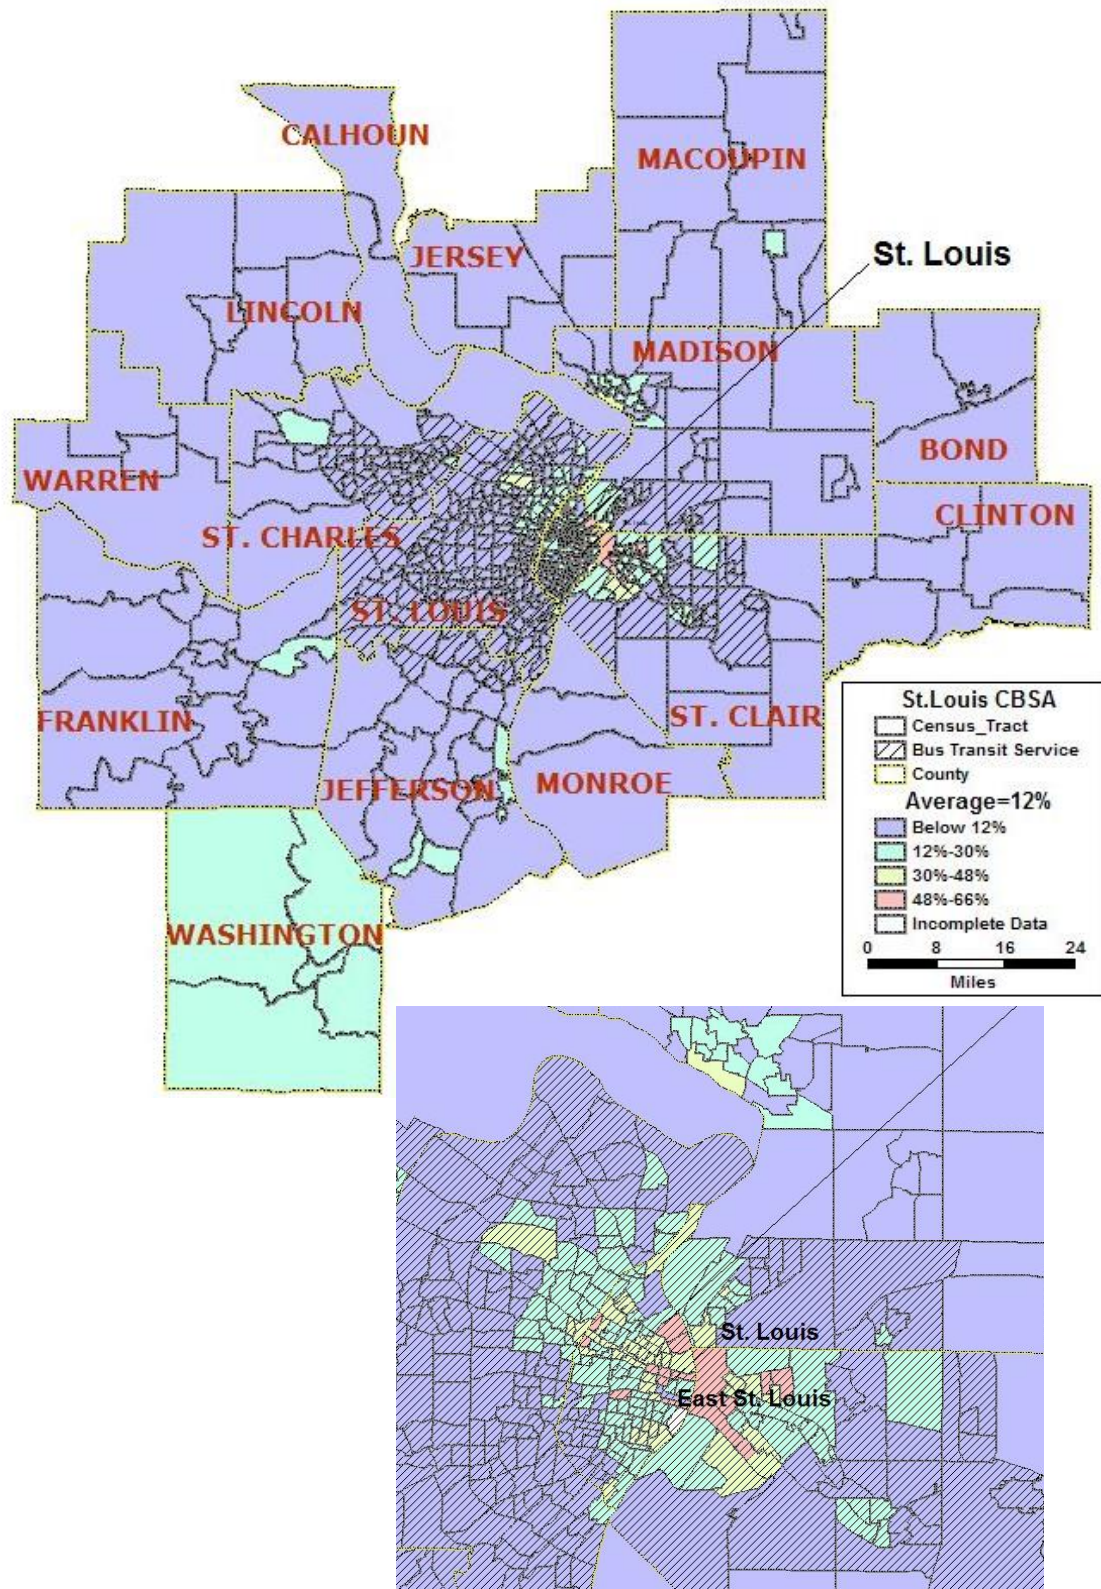 CALHOUN
MACOUPIN
JERSEY
St. Louis
LINCOLN
MADISON
WARREN
BOND
ST. CHARLES
CLINTON
ST. LOUIS
FRANKLIN
ST. CLAIR
JEFFERSON
MONROE
WASHINGTON
St.Louis CBSA
Census_Tract
Bus Transit Service
County
Average=12%
Below 12%
12%-30%
30%-48%
48%-66%
Incomplete Data
0 8 16 24
Miles
St. Louis
East St. Louis